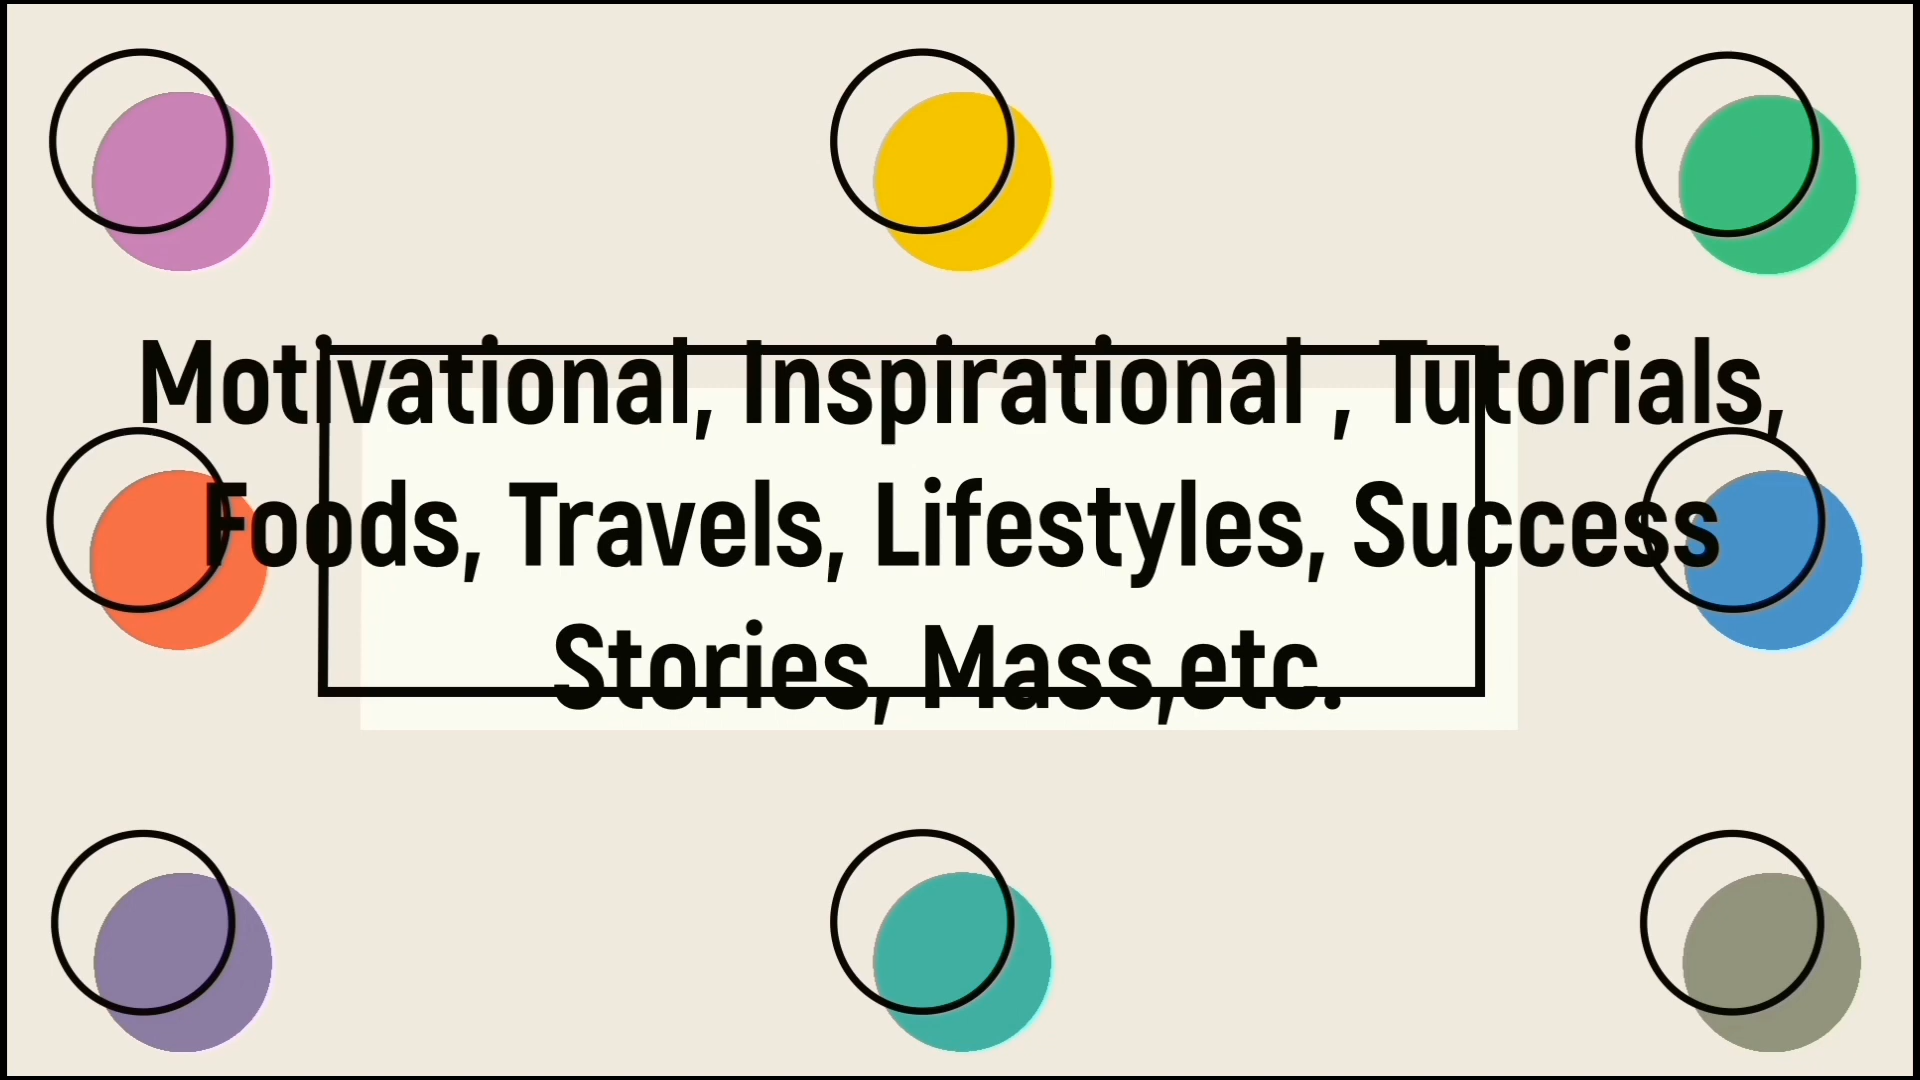 Motivational, Inspirational , Tutorials,
Foods, Travels, Lifestyles, Success
Stories, Mass,etc.